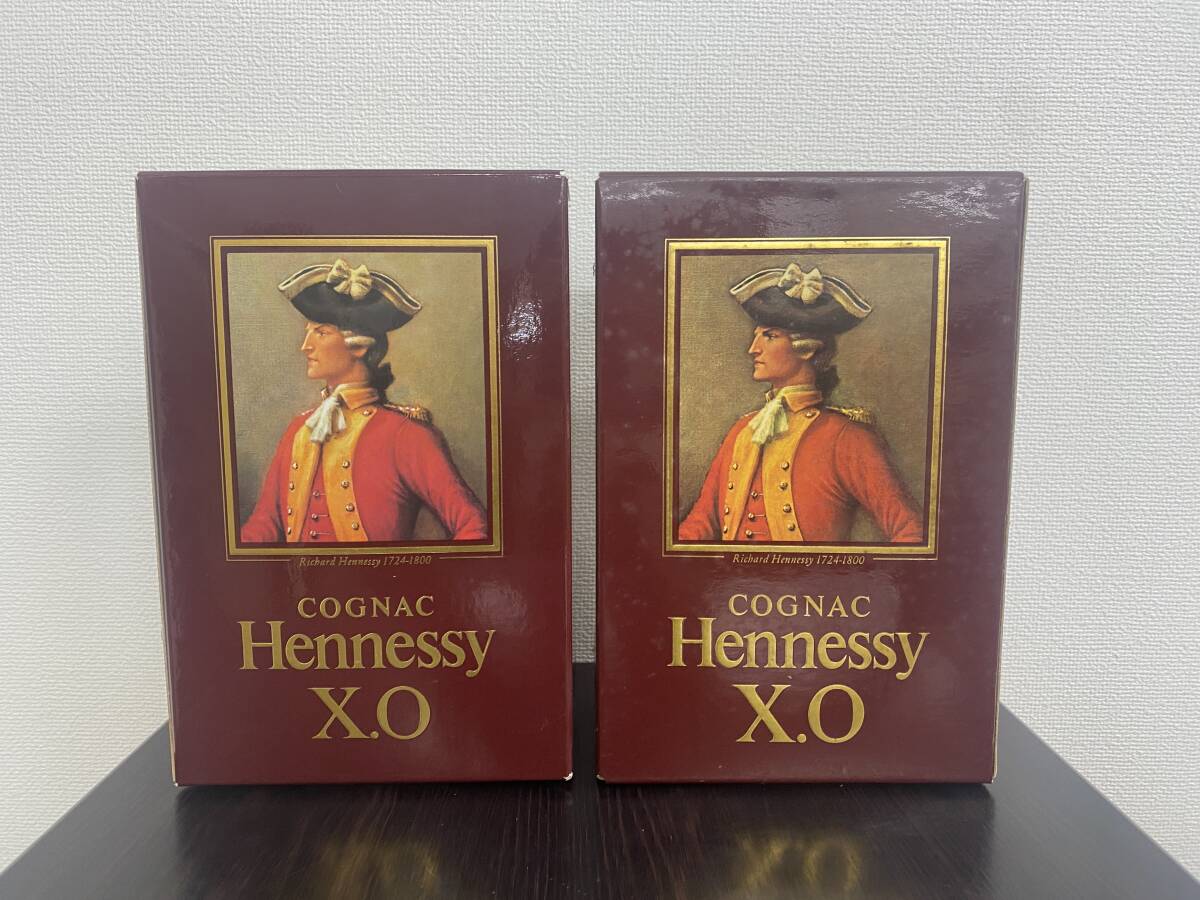 Richard Hennessy 1724-1800
COGNAC
Hennessy
X.O
Richard Hennessy 1724-1800
COGNAC
Hennessy
X.O